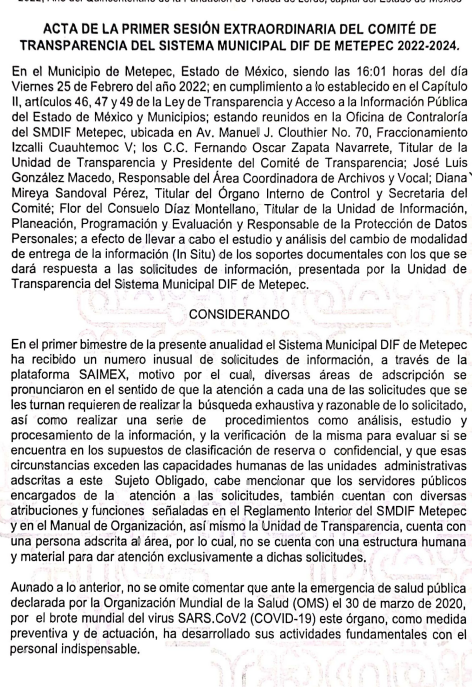 2022, Año del Quincentenario de la Fundación de Toluca de Lerdo, capital del Estado de México
ACTA DE LA PRIMER SESIÓN EXTRAORDINARIA DEL COMITÉ DE
TRANSPARENCIA DEL SISTEMA MUNICIPAL DIF DE METEPEC 2022-2024.
En el Municipio de Metepec, Estado de México, siendo las 16:01 horas del día
Viernes 25 de Febrero del año 2022; en cumplimiento a lo establecido en el Capítulo
II, artículos 46, 47 y 49 de la Ley de Transparencia y Acceso a la Información Pública
del Estado de México y Municipios; estando reunidos en la Oficina de Contraloría
del SMDIF Metepec, ubicada en Av. Manuel J. Clouthier No. 70, Fraccionamiento
Izcalli Cuauhtemoc V; los C.C. Fernando Oscar Zapata Navarrete, Titular de la
Unidad de Transparencia y Presidente del Comité de Transparencia; José Luis
González Macedo, Responsable del Área Coordinadora de Archivos y Vocal; Diana
Mireya Sandoval Pérez, Titular del Órgano Interno de Control y Secretaria del
Comité; Flor del Consuelo Díaz Montellano, Titular de la Unidad de Información,
Planeación, Programación y Evaluación y Responsable de la Protección de Datos
Personales; a efecto de llevar a cabo el estudio y análisis del cambio de modalidad
de entrega de la información (In Situ) de los soportes documentales con los que se
dará respuesta a las solicitudes de información, presentada por la Unidad de
Transparencia del Sistema Municipal DIF de Metepec.
CONSIDERANDO
En el primer bimestre de la presente anualidad el Sistema Municipal DIF de Metepec
ha recibido un numero inusual de solicitudes de información, a través de la
plataforma SAIMEX, motivo por el cual, diversas áreas de adscripción se
pronunciaron en el sentido de que la atención a cada una de las solicitudes que se
les turnan requieren de realizar la búsqueda exhaustiva y razonable de lo solicitado,
así como realizar una serie de procedimientos como análisis, estudio y
procesamiento de la información, y la verificación de la misma para evaluar si se
encuentra en los supuestos de clasificación de reserva o confidencial, y que esas
circunstancias exceden las capacidades humanas de las unidades administrativas
adscritas a este Sujeto Obligado, cabe mencionar que los servidores públicos
encargados de la atención a las solicitudes, también cuentan con diversas
atribuciones y funciones señaladas en el Reglamento Interior del SMDIF Metepec
y en el Manual de Organización, así mismo la Unidad de Transparencia, cuenta con
una persona adscrita al área, por lo cual, no se cuenta con una estructura humana
y material para dar atención exclusivamente a dichas solicitudes.
Aunado a lo anterior, no se omite comentar que ante la emergencia de salud pública
declarada por la Organización Mundial de la Salud (OMS) el 30 de marzo de 2020,
por el brote mundial del virus SARS.CoV2 (COVID-19) este órgano, como medida
preventiva y de actuación, ha desarrollado sus actividades fundamentales con el
personal indispensable.